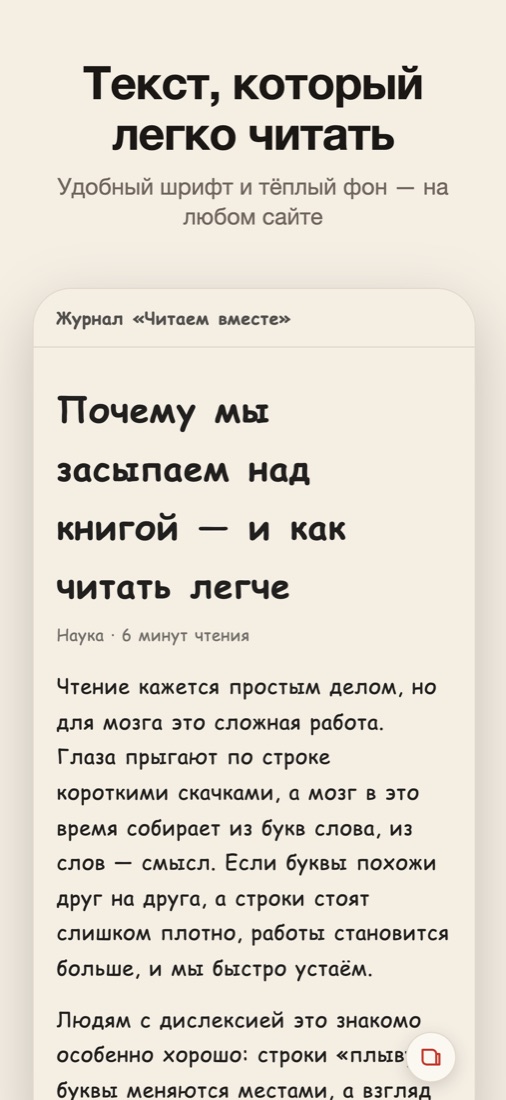 Текст, который
легко читать
Удобный шрифт и тёплый фон — на
любом сайте
Журнал «Читаем вместе»
Почему мы
засыпаем над
книгой — и как
читать легче
Наука · 6 минут чтения
Чтение кажется простым делом, но
для мозга это сложная работа.
Глаза прыгают по строке
короткими скачками, а мозг в это
время собирает из букв слова, из
слов — смысл. Если буквы похожи
друг на друга, а строки стоят
слишком плотно, работы становится
больше, и мы быстро устаём.
Людям с дислексией это знакомо
особенно хорошо: строки
буквы меняются местами, а взгляд